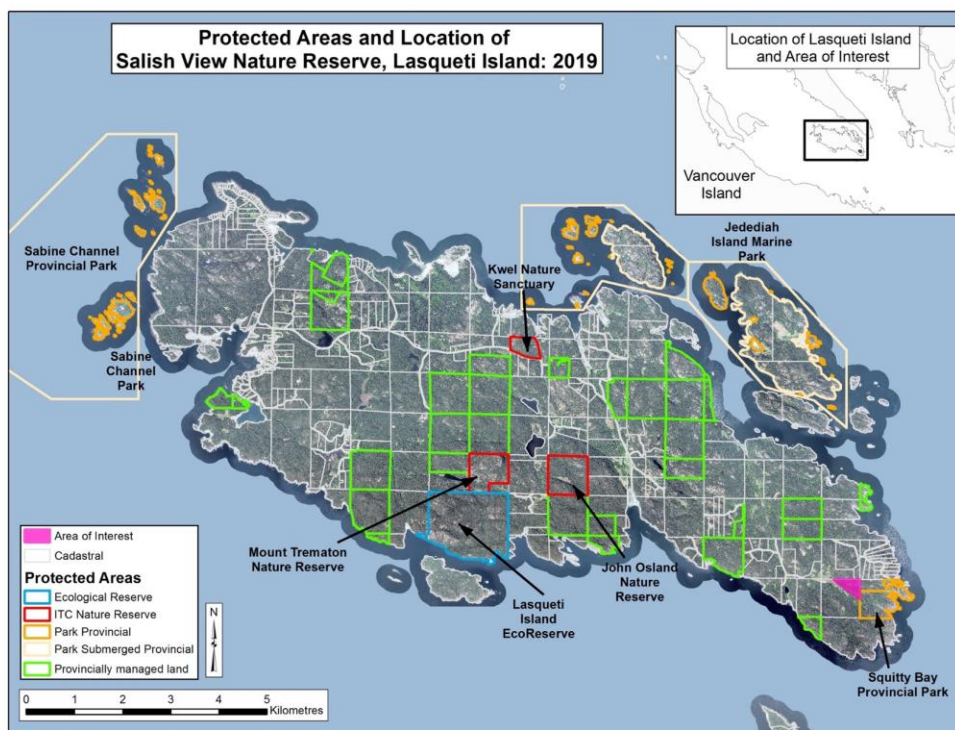 Protected Areas and Location of
Salish View Nature Reserve, Lasqueti Island: 2019
Location of Lasqueti Island
and Area of Interest
Vancouver
Island
Sabine Channel
Provincial Park
Sabine
Channel
Park
Kwel Nature
Sanctuary
Jedediah
Island Marine
Park
Mount Trematon
Nature Reserve
Lasqueti
Island
EcoReserve
John Osland
Nature
Reserve
Squitty Bay
Provincial Park
Area of Interest
Cadastral
Protected Areas
Ecological Reserve
ITC Nature Reserve
Park Provincial
Park Submerged Provincial
Provincially managed land
N
0 1 2 3 4 5
Kilometres